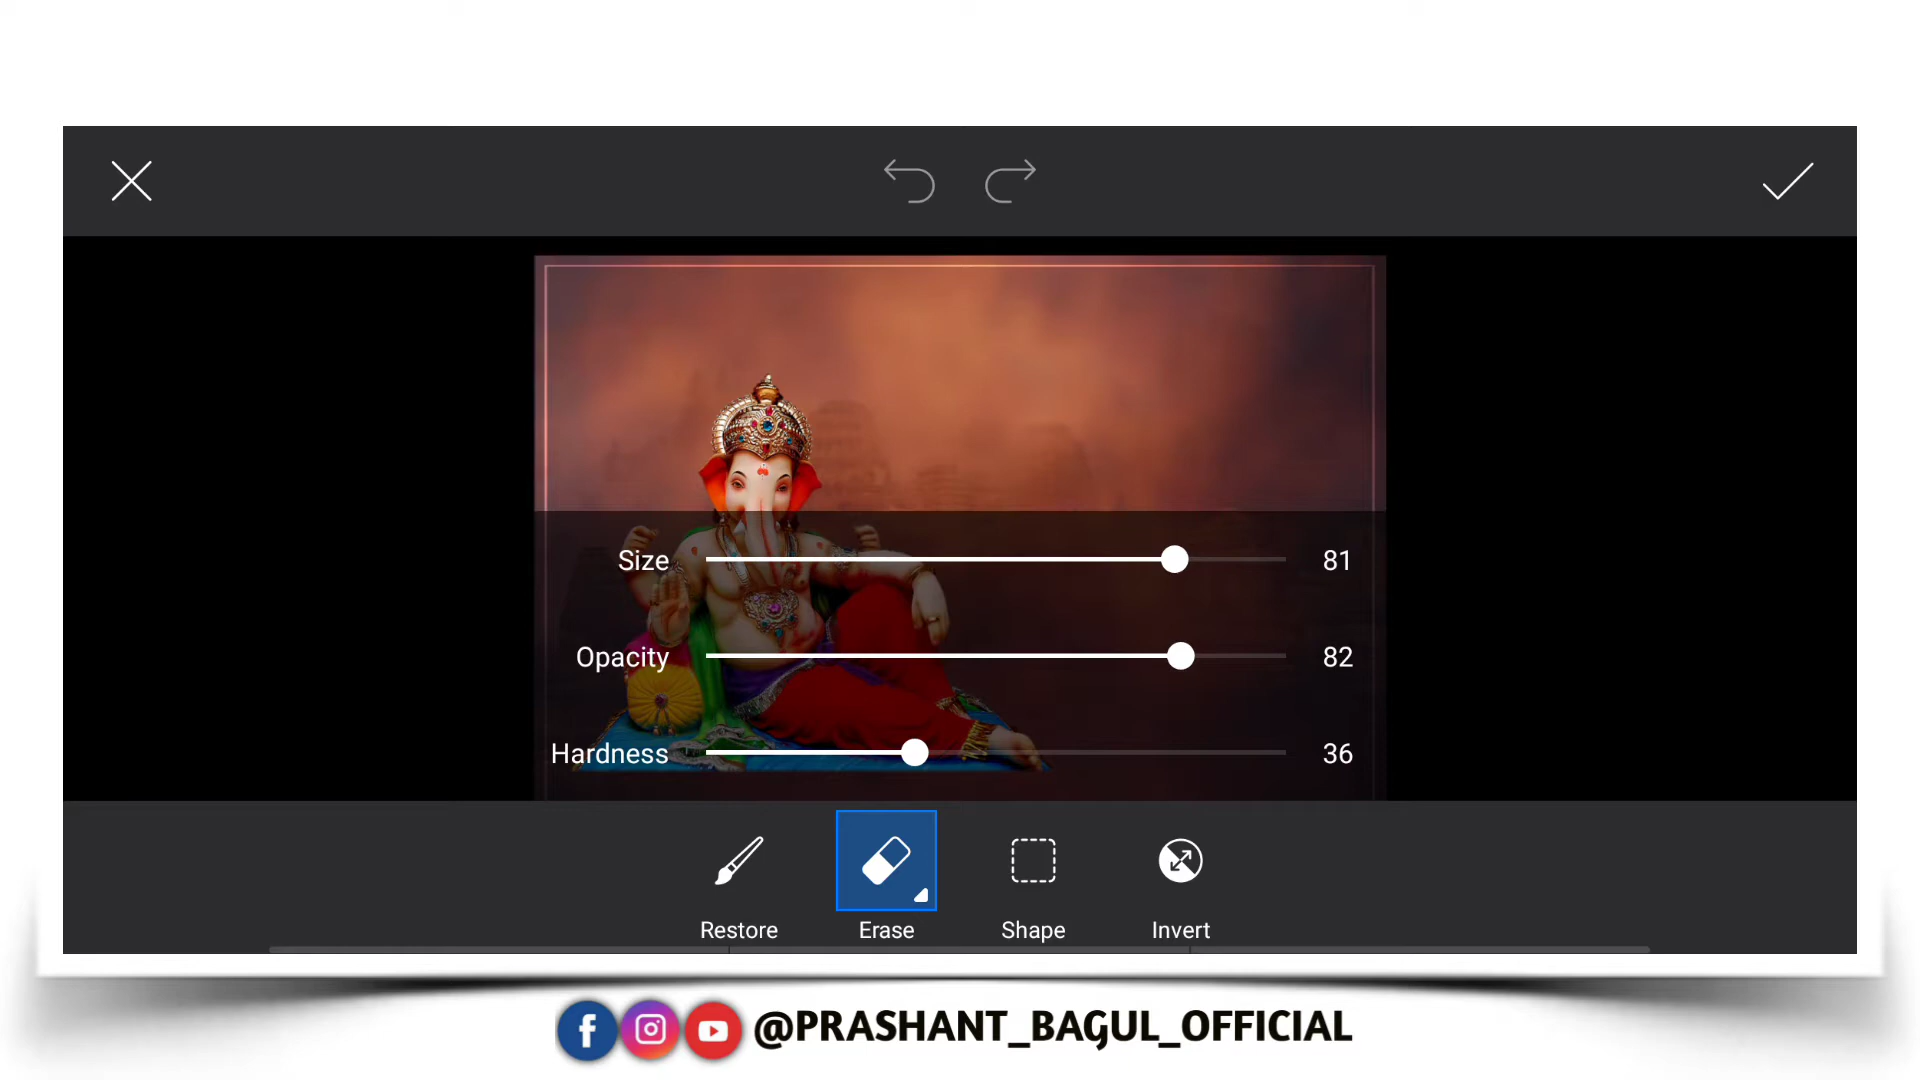 Size 81
Opacity 82
Hardness 36
Restore Erase Shape Invert
@PRASHANT_BAGUL_OFFICIAL